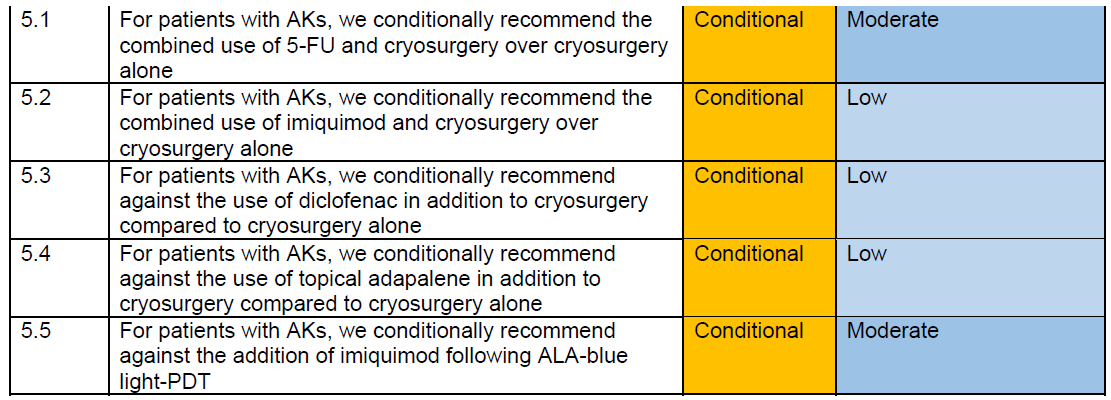 5.1 For patients with AKs, we conditionally recommend the Conditional Moderate
combined use of 5-FU and cryosurgery over cryosurgery
alone
5.2 For patients with AKs, we conditionally recommend the Conditional Low
combined use of imiquimod and cryosurgery over
cryosurgery alone
5.3 For patients with AKs, we conditionally recommend Conditional Low
against the use of diclofenac in addition to cryosurgery
compared to cryosurgery alone
5.4 For patients with AKs, we conditionally recommend Conditional Low
against the use of topical adapalene in addition to
cryosurgery compared to cryosurgery alone
5.5 For patients with AKs, we conditionally recommend Conditional Moderate
against the addition of imiquimod following ALA-blue
light-PDT